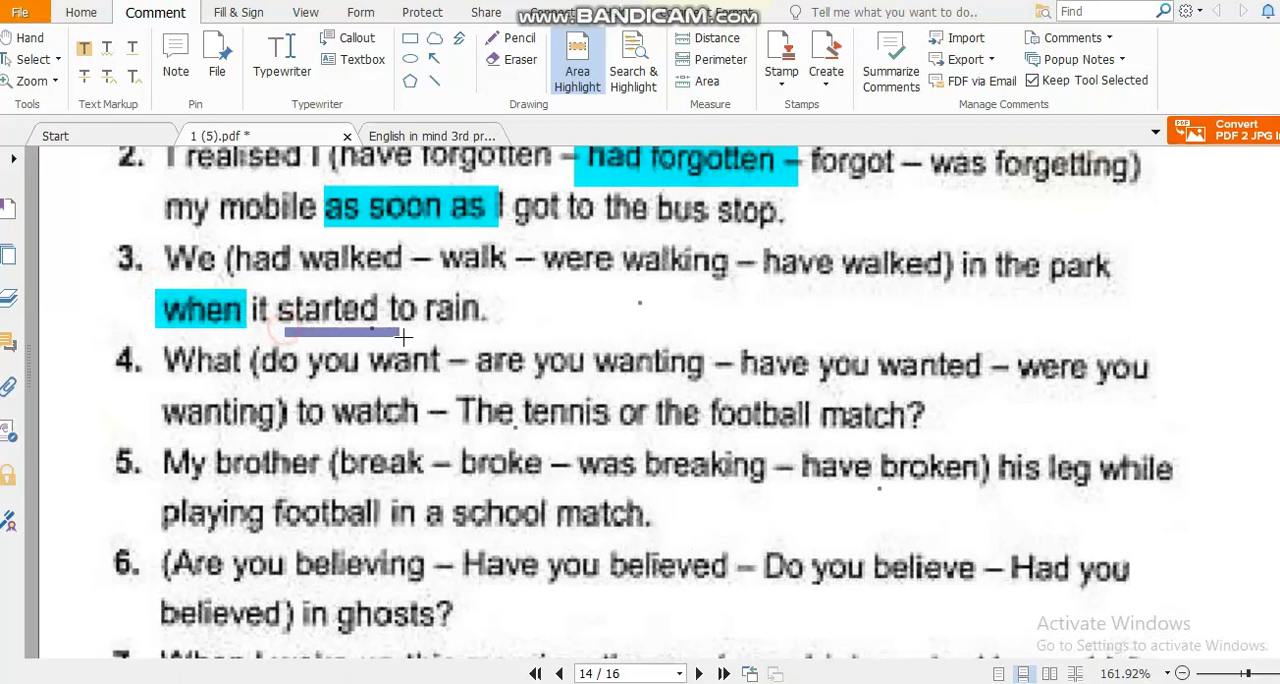 File Home Comment Fill & Sign View Form Protect Share Connect Format Tell me what you want to do.. Find
www.BANDICAM.com
Hand Select Zoom Tools
Text Markup
Note File Pin
Typewriter Callout Textbox Typewriter
Pencil Eraser Area Highlight Search & Highlight Drawing
Distance Perimeter Area Measure
Stamp Create Stamps
Summarize Comments Import Export FDF via Email Comments Popup Notes Keep Tool Selected Manage Comments
Start 1 (5).pdf * English in mind 3rd pr... Convert PDF 2 JPG
2. I realised I (have forgotten – had forgotten – forgot – was forgetting)
my mobile as soon as I got to the bus stop.
3. We (had walked – walk – were walking – have walked) in the park
when it started to rain.
4. What (do you want – are you wanting – have you wanted – were you
wanting) to watch – The tennis or the football match?
5. My brother (break – broke – was breaking – have broken) his leg while
playing football in a school match.
6. (Are you believing – Have you believed – Do you believe – Had you
believed) in ghosts?
Activate Windows
Go to Settings to activate Windows.
14 / 16 161.92%